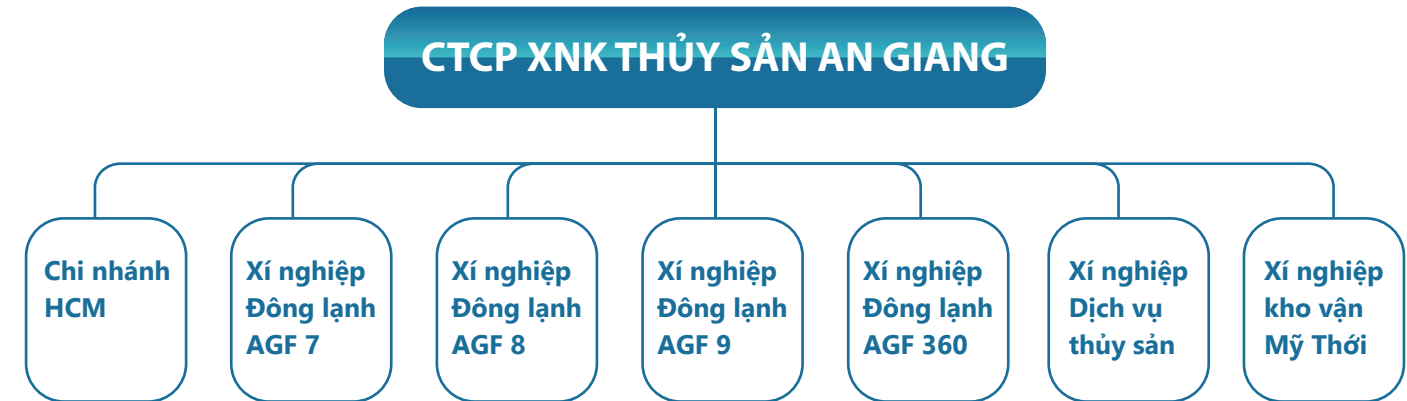 CTCP XNK THỦY SẢN AN GIANG
Chi nhánh
HCM
Xí nghiệp
Đông lạnh
AGF 7
Xí nghiệp
Đông lạnh
AGF 8
Xí nghiệp
Đông lạnh
AGF 9
Xí nghiệp
Đông lạnh
AGF 360
Xí nghiệp
Dịch vụ
thủy sản
Xí nghiệp
kho vận
Mỹ Thới